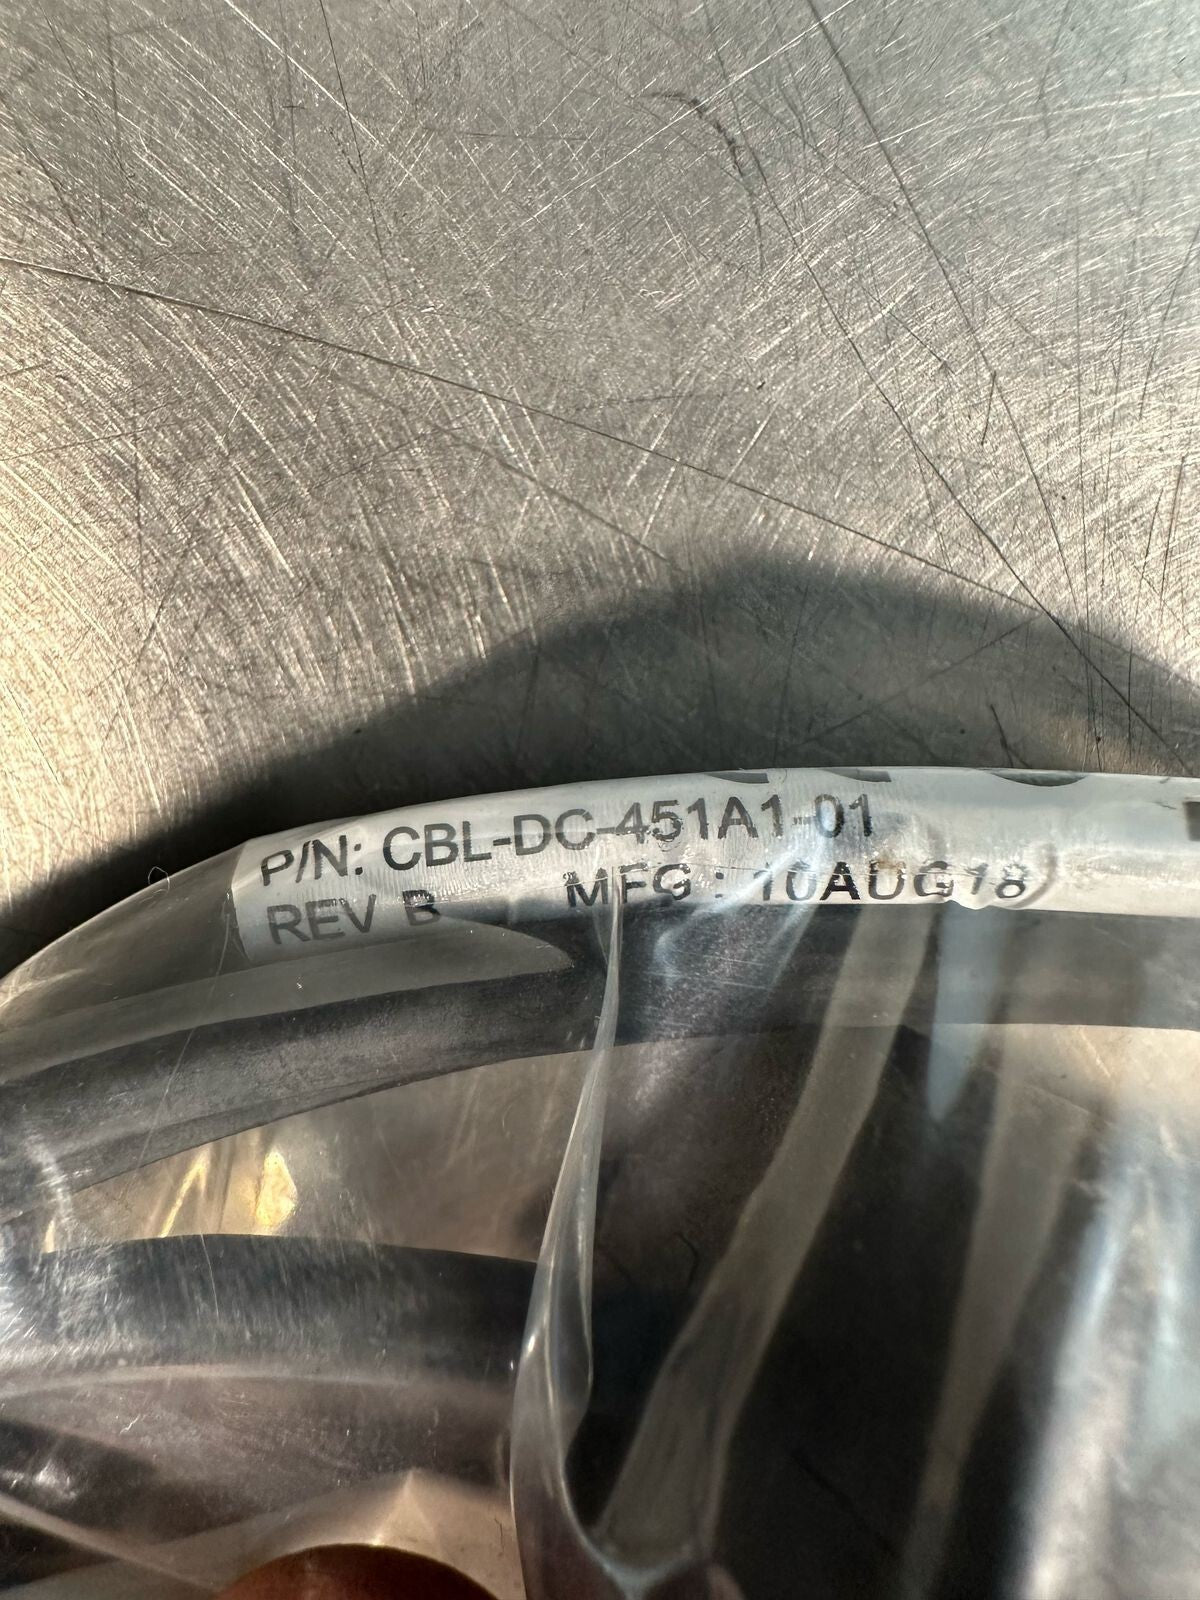 P/N: CBL-DC-451A1-01
REV B MFG: 10AUG18